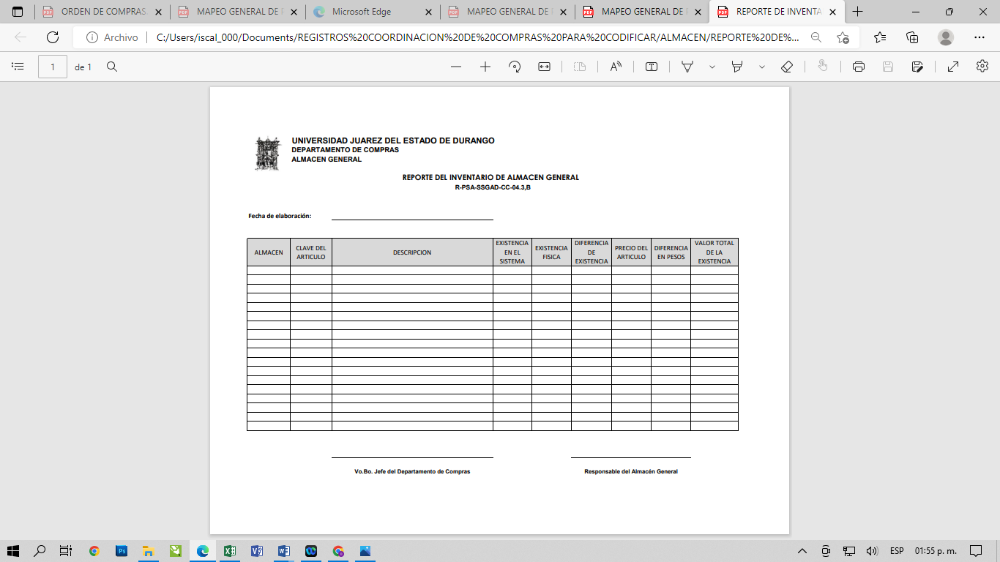 ORDEN DE COMPRAS
MAPEO GENERAL DE
Microsoft Edge
MAPEO GENERAL DE
MAPEO GENERAL DE
REPORTE DE INVENTA
Archivo
C:/Users/iscal_000/Documents/REGISTROS%20COORDINACION%20DE%20COMPRAS%20PARA%20CODIFICAR/ALMACEN/REPORTE%20DE%...
1
de 1
UNIVERSIDAD JUAREZ DEL ESTADO DE DURANGO
DEPARTAMENTO DE COMPRAS
ALMACEN GENERAL
REPORTE DEL INVENTARIO DE ALMACEN GENERAL
R-PSA-SSGAD-CC-04.3,B
Fecha de elaboración:
ALMACEN
CLAVE DEL
ARTICULO
DESCRIPCION
EXISTENCIA
EN EL
SISTEMA
EXISTENCIA
FISICA
DIFERENCIA
DE
EXISTENCIA
PRECIO DEL
ARTICULO
DIFERENCIA
EN PESOS
VALOR TOTAL
DE LA
EXISTENCIA
Vo.Bo. Jefe del Departamento de Compras
Responsable del Almacén General
ESP
01:55 p. m.